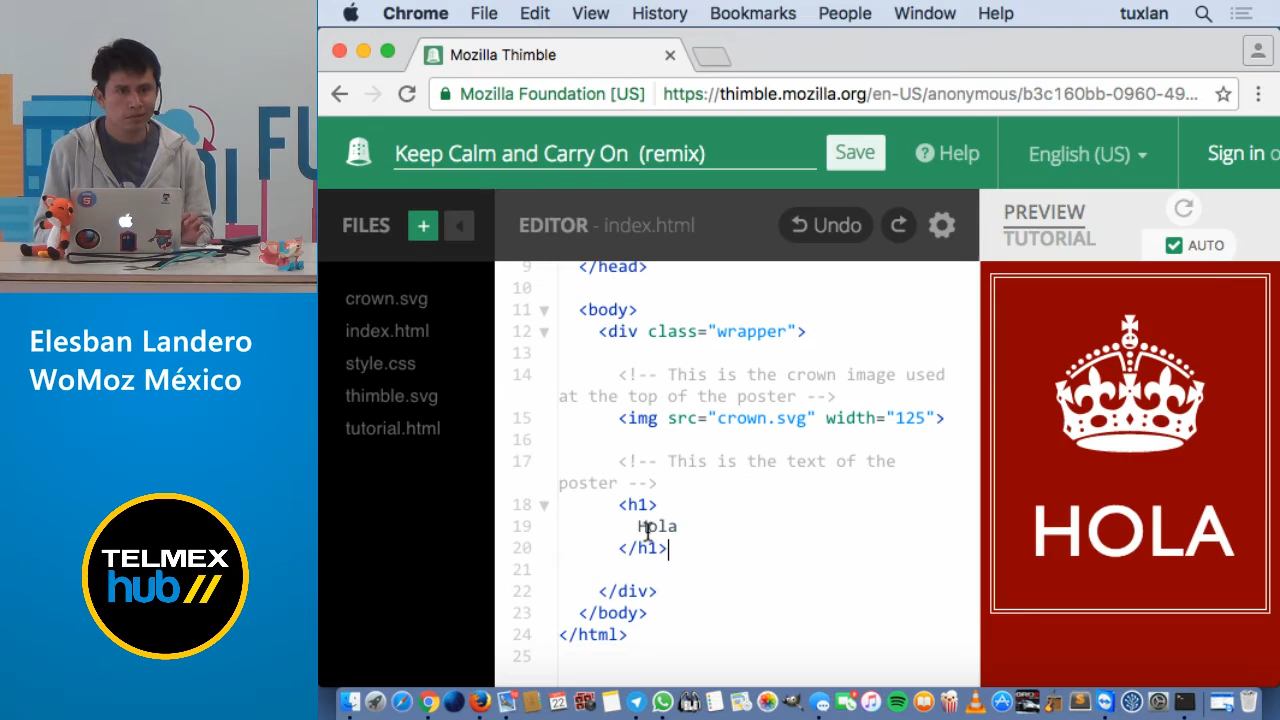 Chrome File Edit View History Bookmarks People Window Help tuxlan
Mozilla Thimble
Mozilla Foundation [US] https://thimble.mozilla.org/en-US/anonymous/b3c160bb-0960-49...
Keep Calm and Carry On (remix) Save Help English (US) Sign in o
FILES EDITOR - index.html Undo PREVIEW
TUTORIAL
AUTO
crown.svg
index.html
style.css
thimble.svg
tutorial.html
9 </head>
10
11 <body>
12 <div class="wrapper">
13
14 <!-- This is the crown image used
at the top of the poster -->
15 <img src="crown.svg" width="125">
16
17 <!-- This is the text of the
poster -->
18 <h1>
19 Hola
20 </h1>
21
22 </div>
23 </body>
24 </html>
25
HOLA
FU
Elesban Landero
WoMoz México
TELMEX
hub
22